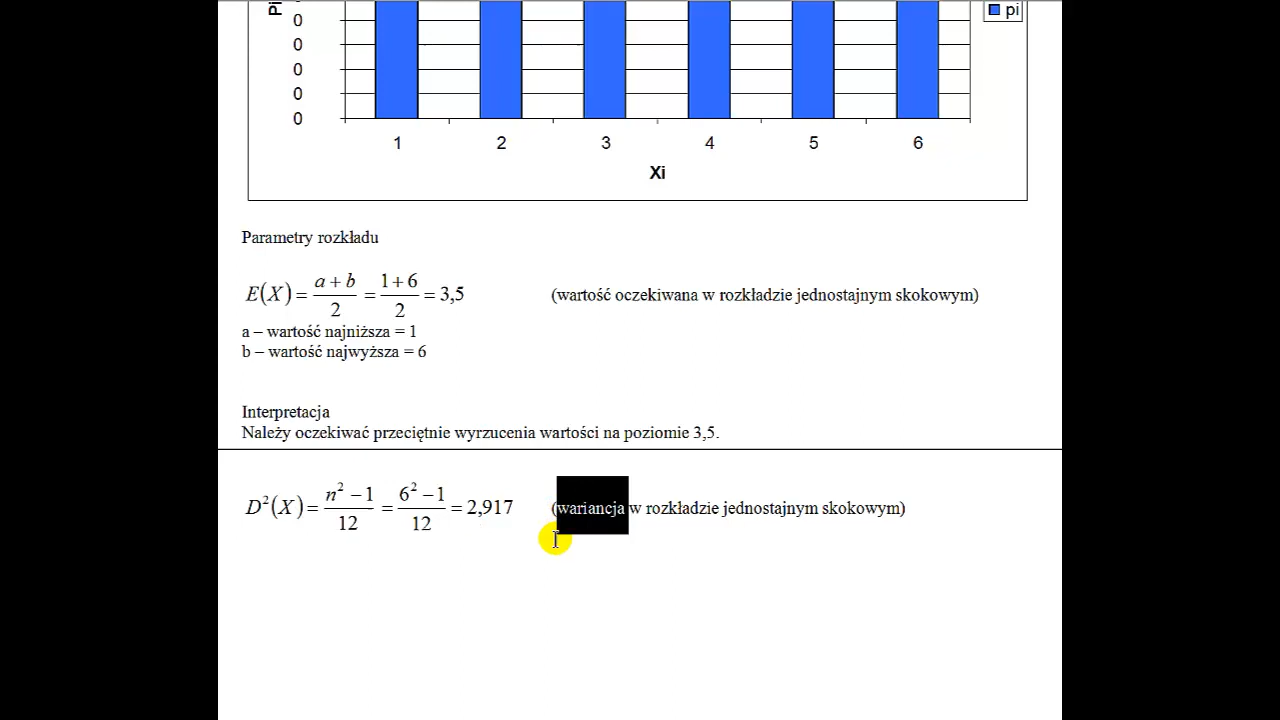 Pi
pi
0
0
0
0
0
1 2 3 4 5 6
Xi
Parametry rozkładu
E(X) = a + b / 2 = 1 + 6 / 2 = 3,5 (wartość oczekiwana w rozkładzie jednostajnym skokowym)
a – wartość najniższa = 1
b – wartość najwyższa = 6
Interpretacja
Należy oczekiwać przeciętnie wyrzucenia wartości na poziomie 3,5.
D²(X) = n² − 1 / 12 = 6² − 1 / 12 = 2,917 (wariancja w rozkładzie jednostajnym skokowym)